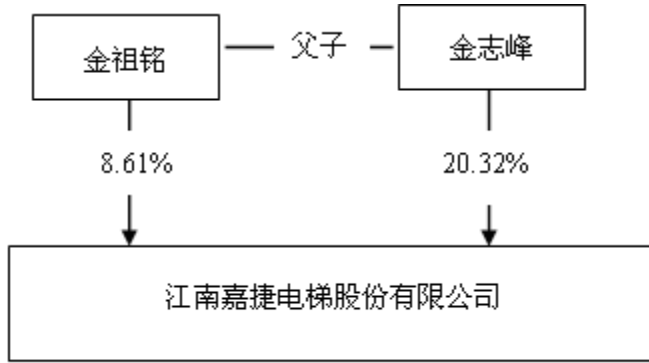 金祖铭
父子
金志峰
8.61%
20.32%
江南嘉捷电梯股份有限公司